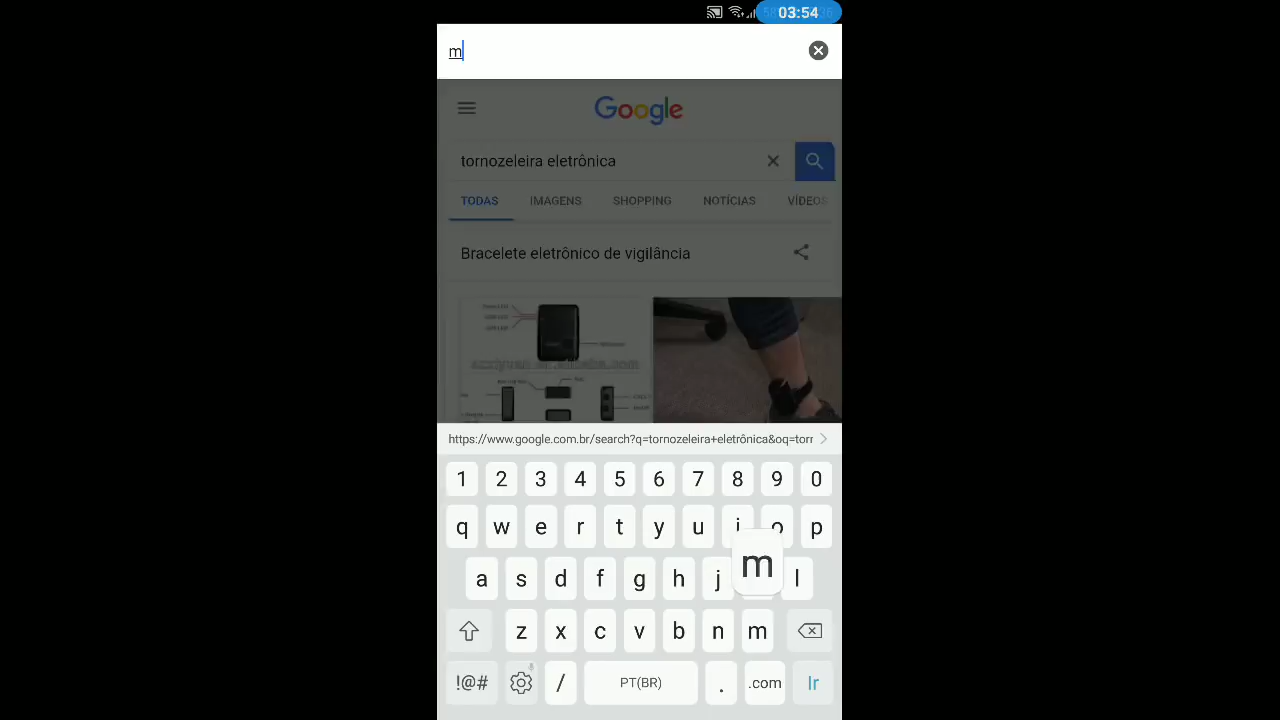 03:54
m
Google
tornozeleira eletrônica
TODAS IMAGENS SHOPPING NOTÍCIAS VÍDEOS
Bracelete eletrônico de vigilância
https://www.google.com.br/search?q=tornozeleira+eletrônica&oq=torr
1 2 3 4 5 6 7 8 9 0
q w e r t y u i o p
m
a s d f g h j l
z x c v b n m
!@# / PT(BR) . .com Ir